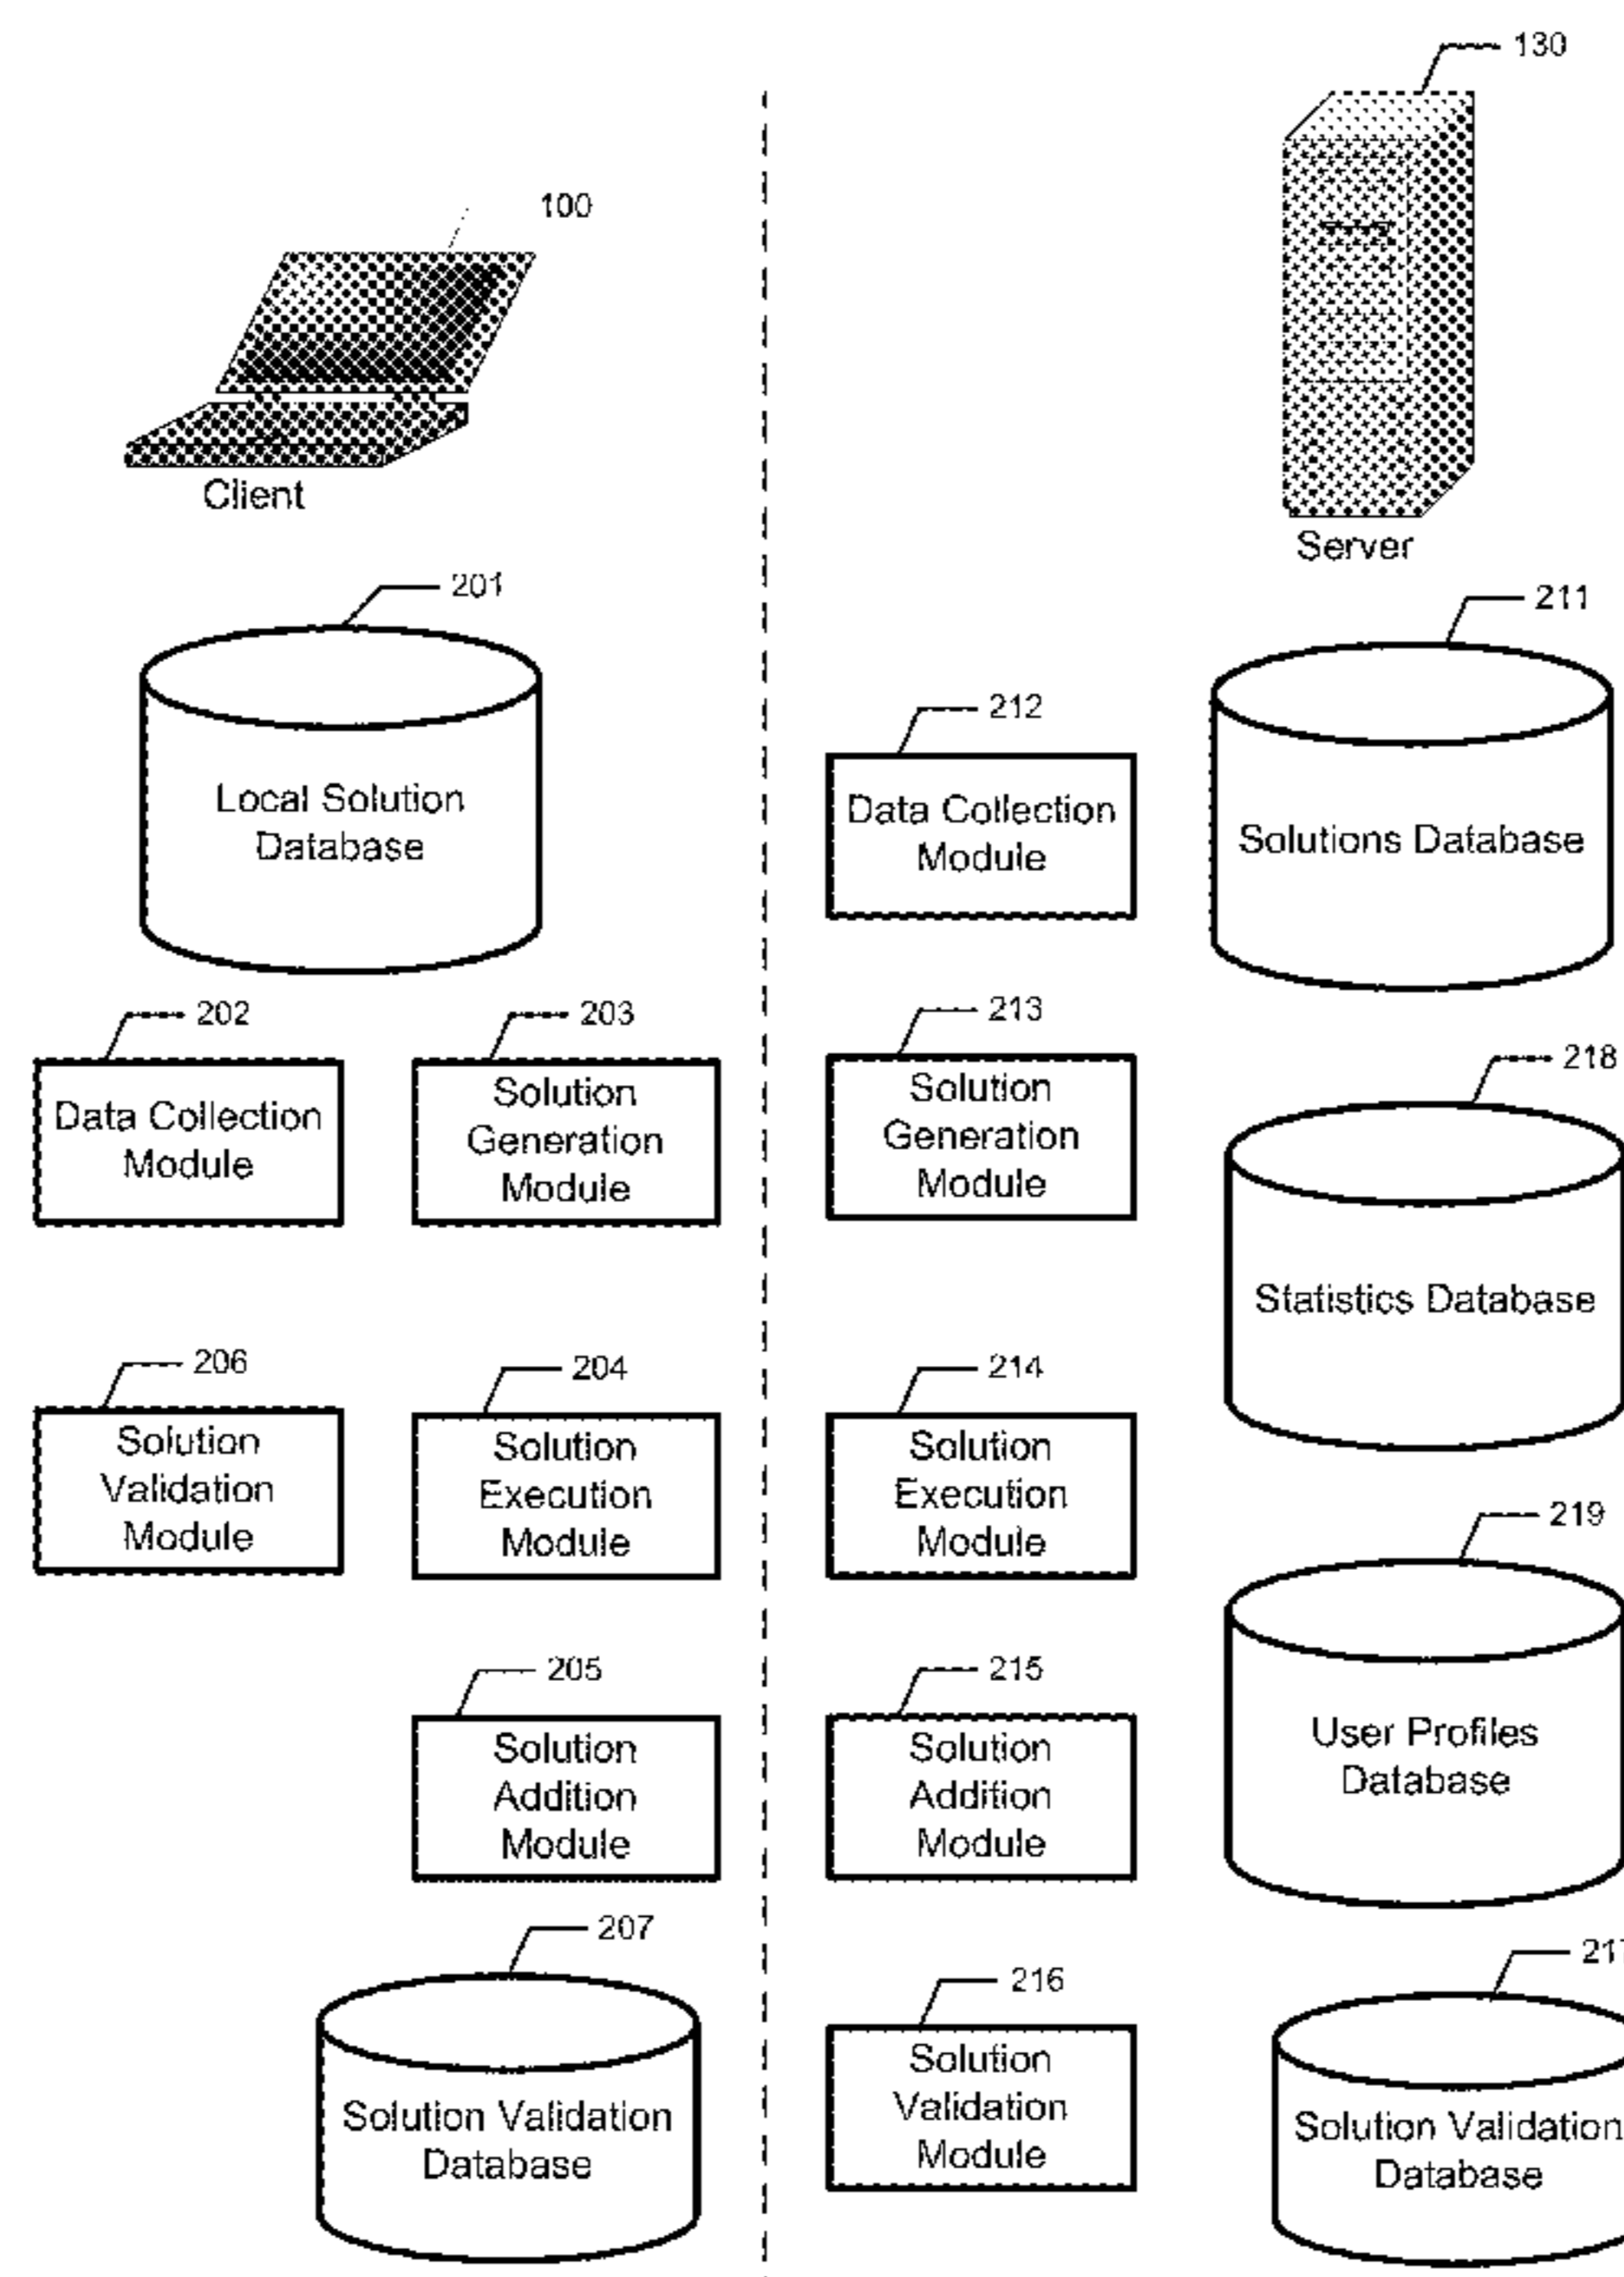 130
100
Client
Server
201
Local Solution
Database
211
Solutions Database
212
Data Collection
Module
202
Data Collection
Module
203
Solution
Generation
Module
213
Solution
Generation
Module
218
Statistics Database
206
Solution
Validation
Module
204
Solution
Execution
Module
214
Solution
Execution
Module
219
User Profiles
Database
205
Solution
Addition
Module
215
Solution
Addition
Module
207
Solution Validation
Database
216
Solution
Validation
Module
217
Solution Validation
Database